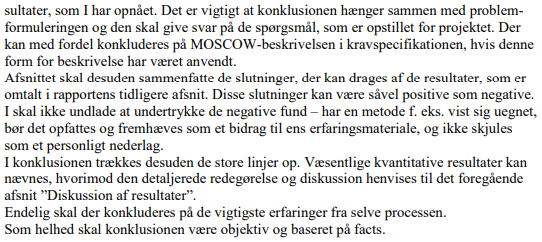 sultater, som I har opnået. Det er vigtigt at konklusionen hænger sammen med problem-
formuleringen og den skal give svar på de spørgsmål, som er opstillet for projektet. Der
kan med fordel konkluderes på MOSCOW-beskrivelsen i kravspecifikationen, hvis denne
form for beskrivelse har været anvendt.
Afsnittet skal desuden sammenfatte de slutninger, der kan drages af de resultater, som er
omtalt i rapportens tidligere afsnit. Disse slutninger kan være såvel positive som negative.
I skal ikke undlade at undertrykke de negative fund – har en metode f. eks. vist sig uegnet,
bør det opfattes og fremhæves som et bidrag til ens erfaringsmateriale, og ikke skjules
som et personligt nederlag.
I konklusionen trækkes desuden de store linjer op. Væsentlige kvantitative resultater kan
nævnes, hvorimod den detaljerede redegørelse og diskussion henvises til det foregående
afsnit ”Diskussion af resultater”.
Endelig skal der konkluderes på de vigtigste erfaringer fra selve processen.
Som helhed skal konklusionen være objektiv og baseret på facts.